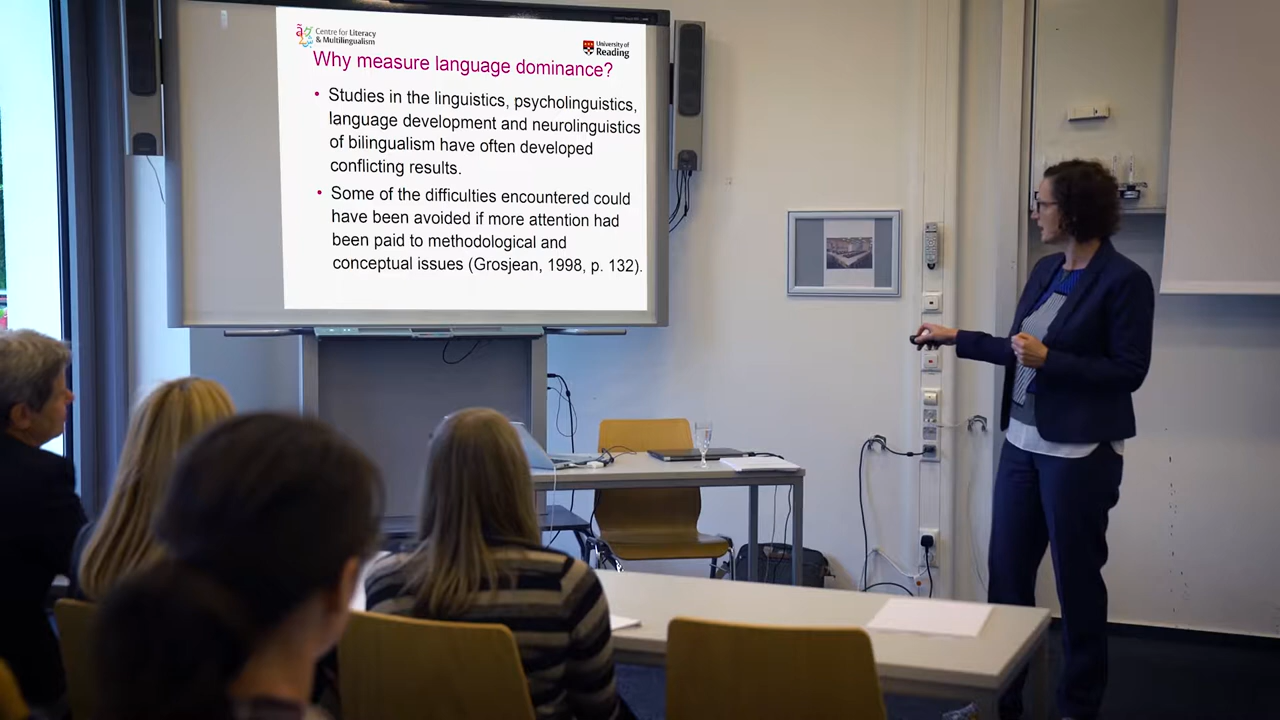 Centre for Literacy
& Multilingualism
University of
Reading
Why measure language dominance?
• Studies in the linguistics, psycholinguistics,
language development and neurolinguistics
of bilingualism have often developed
conflicting results.
• Some of the difficulties encountered could
have been avoided if more attention had
been paid to methodological and
conceptual issues (Grosjean, 1998, p. 132).